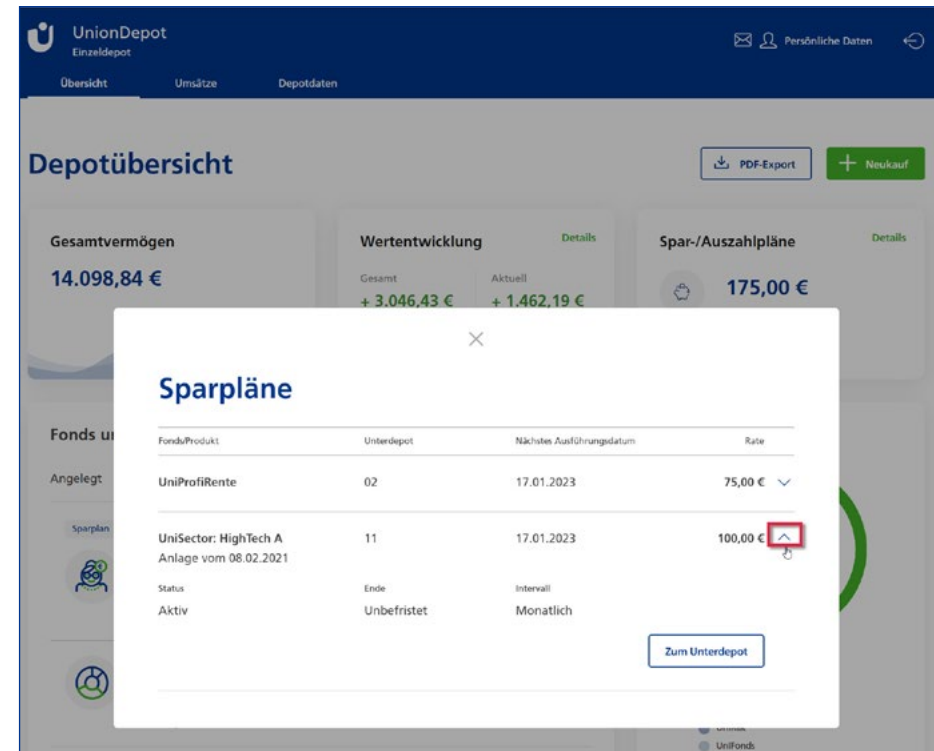 UnionDepot
Einzeldepot
Persönliche Daten
Übersicht Umsätze Depotdaten
Depotübersicht
PDF-Export
Neukauf
Gesamtvermögen
14.098,84 €
Wertentwicklung Details
Gesamt Aktuell
+ 3.046,43 € + 1.462,19 €
Spar-/Auszahlpläne Details
175,00 €
Sparpläne
Fonds/Produkt Unterdepot Nächstes Ausführungsdatum Rate
UniProfiRente 02 17.01.2023 75,00 €
UniSector: HighTech A 11 17.01.2023 100,00 €
Anlage vom 08.02.2021
Status Ende Intervall
Aktiv Unbefristet Monatlich
Zum Unterdepot
Fonds
Angelegt
Sparplan
UniFonds